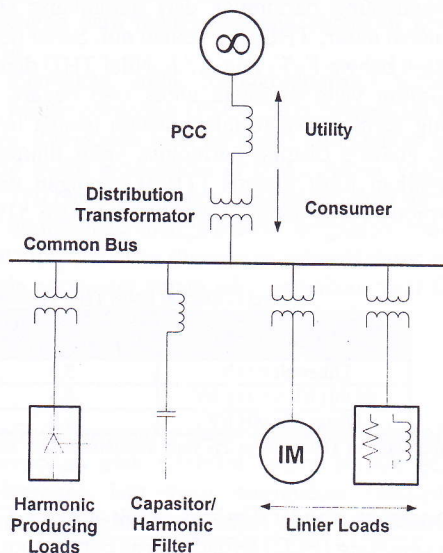 ∞
PCC
Utility
Distribution
Transformator
Consumer
Common Bus
IM
Harmonic
Producing
Loads
Capasitor/
Harmonic
Filter
Linier Loads